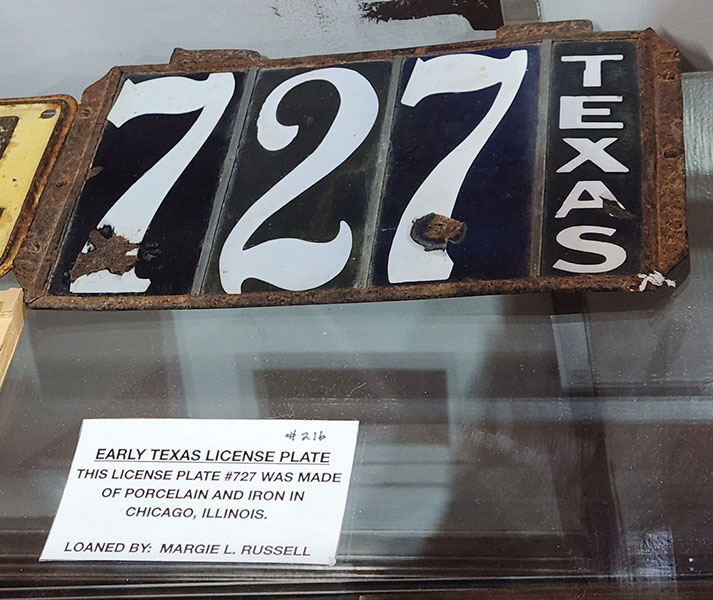 727 TEXAS
# 216
EARLY TEXAS LICENSE PLATE
THIS LICENSE PLATE #727 WAS MADE
OF PORCELAIN AND IRON IN
CHICAGO, ILLINOIS.
LOANED BY: MARGIE L. RUSSELL